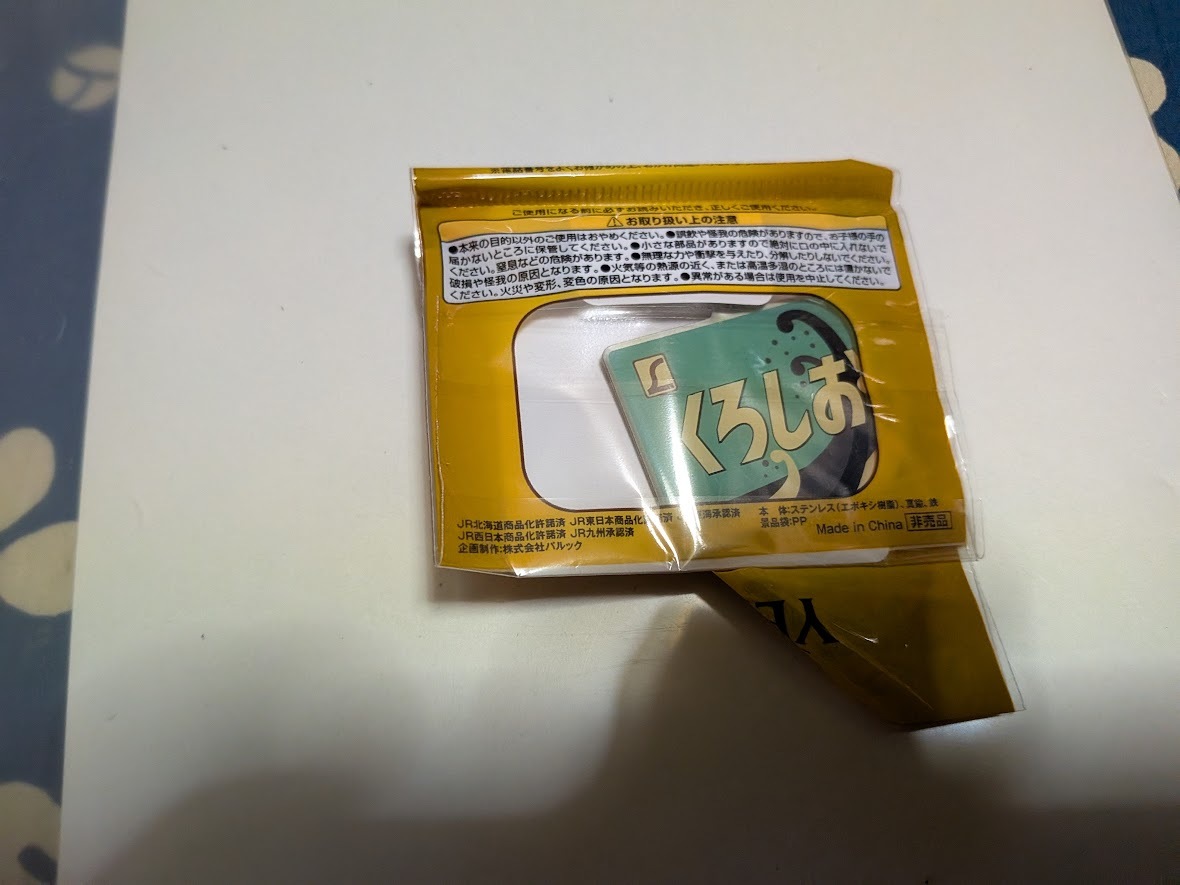 ご使用になる前に必ずお読みいただき、正しくご使用ください。
⚠お取り扱い上の注意
●本来の目的以外のご使用はおやめください。●誤飲や怪我の危険がありますので、お子様の手の
届かないところに保管してください。●小さな部品がありますので絶対に口の中に入れないで
ください。窒息などの危険があります。●無理な力や衝撃を与えたり、分解したりしないでください。
破損や怪我の原因となります。●火気等の熱源の近く、または高温多湿のところには置かないで
ください。火災や変形、変色の原因となります。●異常がある場合は使用を中止してください。
くろしお
JR北海道商品化許諾済 JR東日本商品化 済 承認済
JR西日本商品化許諾済 JR九州承認済
企画制作:株式会社バルック
本 体:ステンレス(エポキシ樹脂)、鉄
景品袋:PP Made in China 非売品